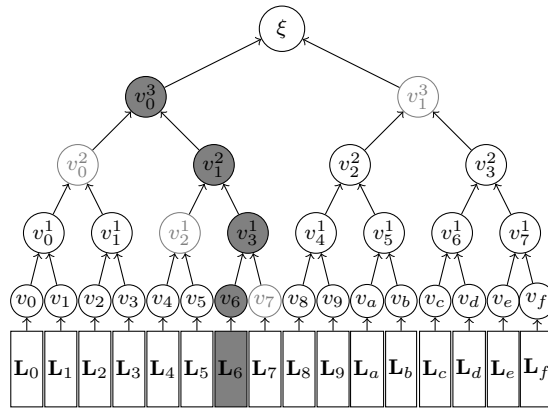 ξ
v_0^3 v_1^3
v_0^2 v_1^2 v_2^2 v_3^2
v_0^1 v_1^1 v_2^1 v_3^1 v_4^1 v_5^1 v_6^1 v_7^1
v_0 v_1 v_2 v_3 v_4 v_5 v_6 v_7 v_8 v_9 v_a v_b v_c v_d v_e v_f
L_0 L_1 L_2 L_3 L_4 L_5 L_6 L_7 L_8 L_9 L_a L_b L_c L_d L_e L_f